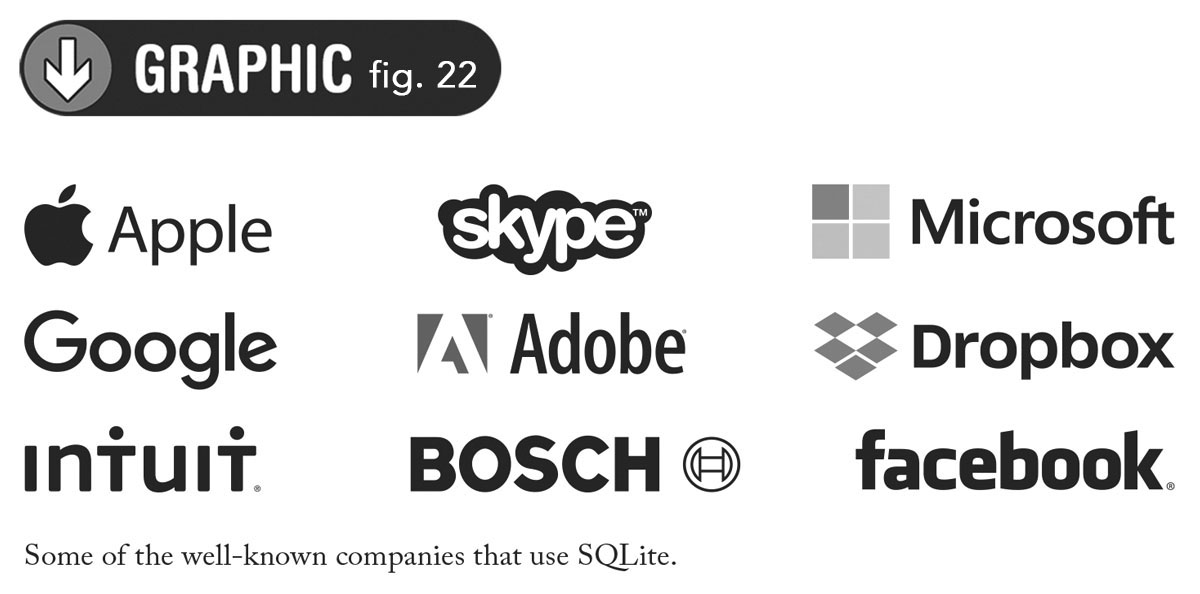 GRAPHIC fig. 22
Apple skype™ Microsoft
Google Adobe® Dropbox
ıntuıt® BOSCH facebook®
Some of the well-known companies that use SQLite.